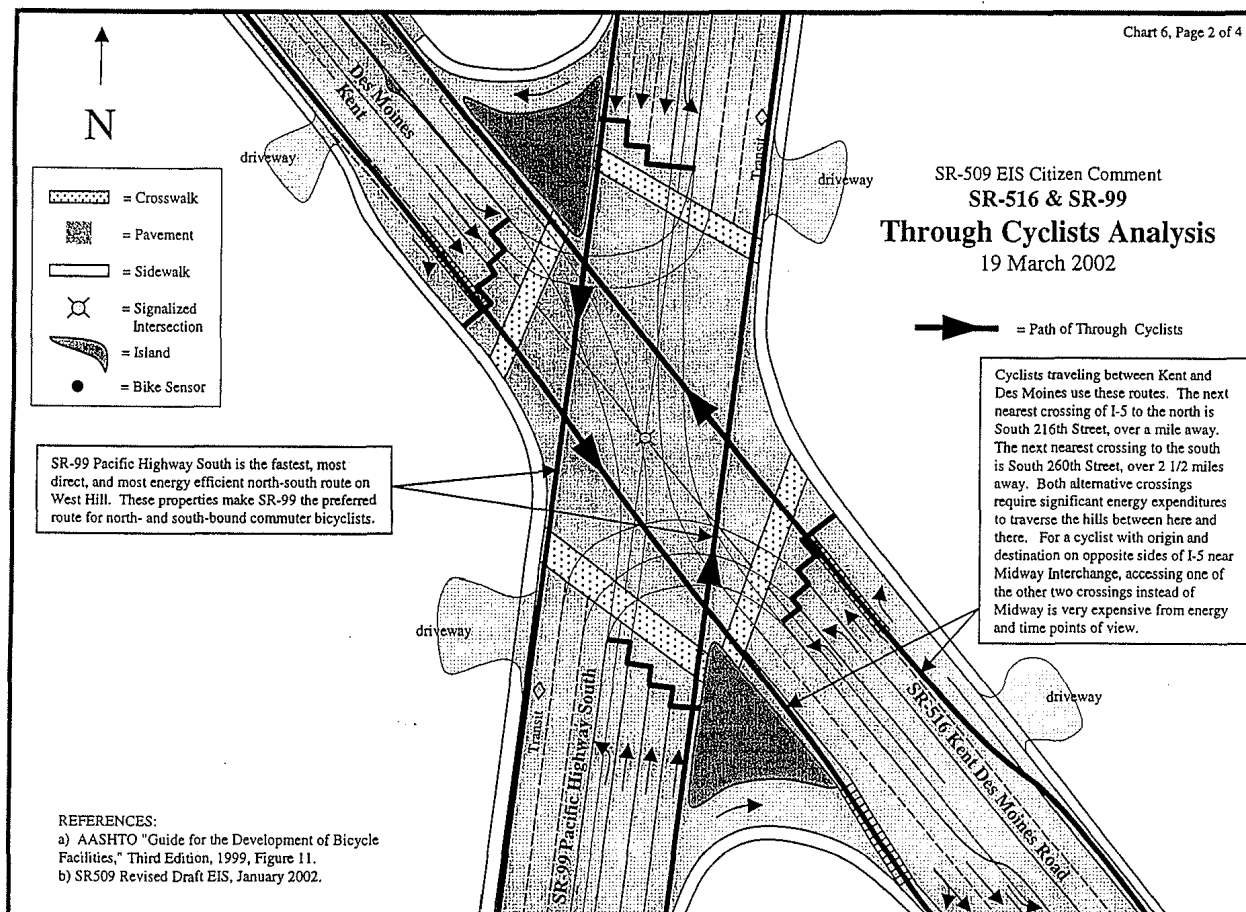 Chart 6, Page 2 of 4
N
= Crosswalk
= Pavement
= Sidewalk
= Signalized
Intersection
= Island
= Bike Sensor
SR-509 EIS Citizen Comment
SR-516 & SR-99
Through Cyclists Analysis
19 March 2002
= Path of Through Cyclists
Cyclists traveling between Kent and
Des Moines use these routes. The next
nearest crossing of I-5 to the north is
South 216th Street, over a mile away.
The next nearest crossing to the south
is South 260th Street, over 2 1/2 miles
away. Both alternative crossings
require significant energy expenditures
to traverse the hills between here and
there. For a cyclist with origin and
destination on opposite sides of I-5 near
Midway Interchange, accessing one of
the other two crossings instead of
Midway is very expensive from energy
and time points of view.
SR-99 Pacific Highway South is the fastest, most
direct, and most energy efficient north-south route on
West Hill. These properties make SR-99 the preferred
route for north- and south-bound commuter bicyclists.
Des Moines
Kent
driveway
driveway
driveway
driveway
Transit
Transit
SR-99 Pacific Highway South
SR-516 Kent Des Moines Road
REFERENCES:
a) AASHTO "Guide for the Development of Bicycle
Facilities," Third Edition, 1999, Figure 11.
b) SR509 Revised Draft EIS, January 2002.